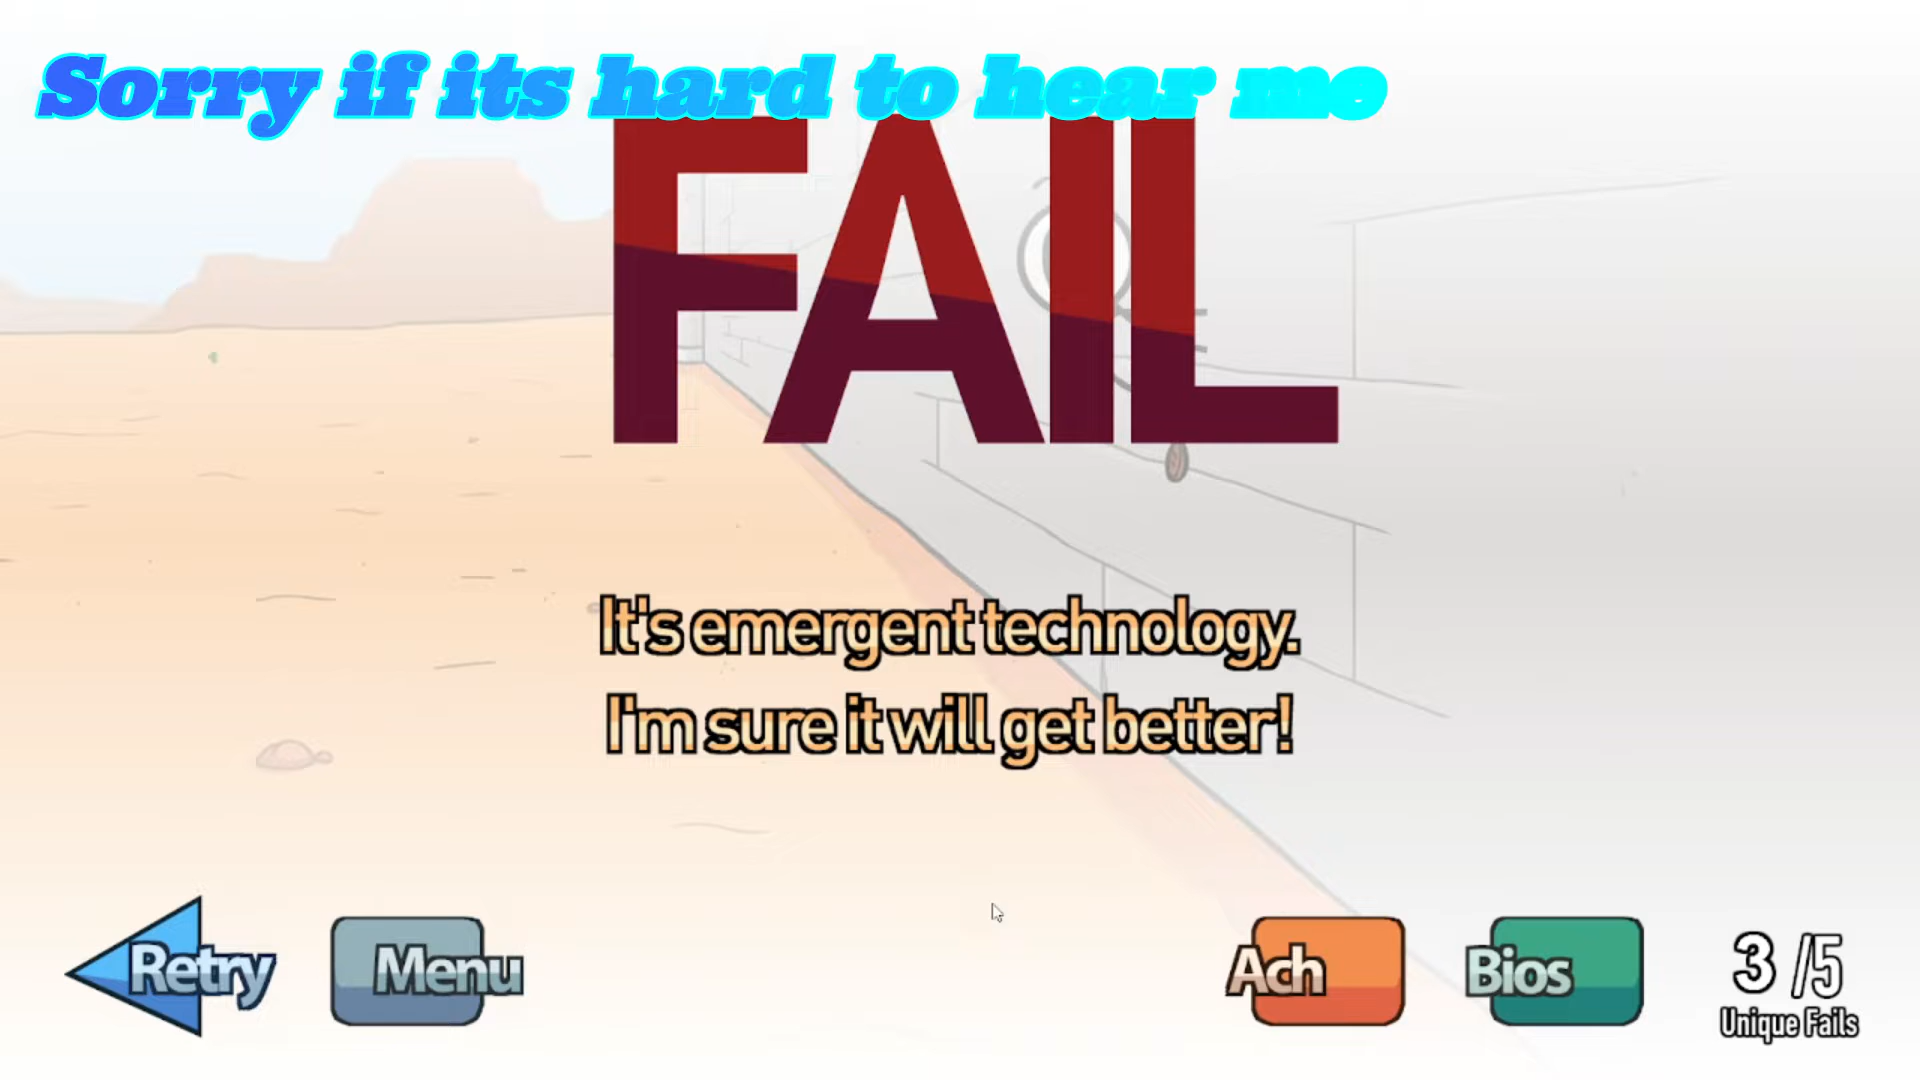 Sorry if its hard to hear me
FAIL
It's emergent technology.
I'm sure it will get better!
Retry
Menu
Ach
Bios
3/5
Unique Fails